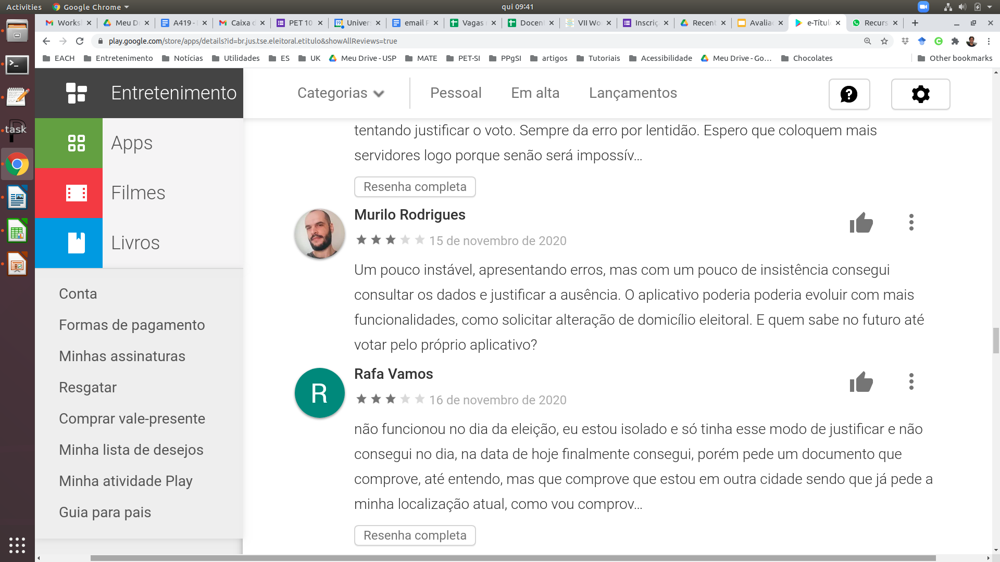 Activities
Google Chrome
qui 09:41
Works
Meu D
A419 -
Caixa d
PET 10
Univer
email P
Vagas
Docen
VII Wo
Inscriç
Recent
Avalia
e-Títul
Recurs
play.google.com/store/apps/details?id=br.jus.tse.eleitoral.etitulo&showAllReviews=true
EACH
Entretenimento
Notícias
Utilidades
ES
UK
Meu Drive - USP
MATE
PET-SI
PPgSI
artigos
Tutoriais
Acessibilidade
Meu Drive - Go...
Chocolates
Other bookmarks
task
Entretenimento
Categorias
Pessoal
Em alta
Lançamentos
Apps
Filmes
Livros
Conta
Formas de pagamento
Minhas assinaturas
Resgatar
Comprar vale-presente
Minha lista de desejos
Minha atividade Play
Guia para pais
tentando justificar o voto. Sempre da erro por lentidão. Espero que coloquem mais
servidores logo porque senão será impossív...
Resenha completa
Murilo Rodrigues
15 de novembro de 2020
Um pouco instável, apresentando erros, mas com um pouco de insistência consegui
consultar os dados e justificar a ausência. O aplicativo poderia poderia evoluir com mais
funcionalidades, como solicitar alteração de domicílio eleitoral. E quem sabe no futuro até
votar pelo próprio aplicativo?
R
Rafa Vamos
16 de novembro de 2020
não funcionou no dia da eleição, eu estou isolado e só tinha esse modo de justificar e não
consegui no dia, na data de hoje finalmente consegui, porém pede um documento que
comprove, até entendo, mas que comprove que estou em outra cidade sendo que já pede a
minha localização atual, como vou comprov...
Resenha completa